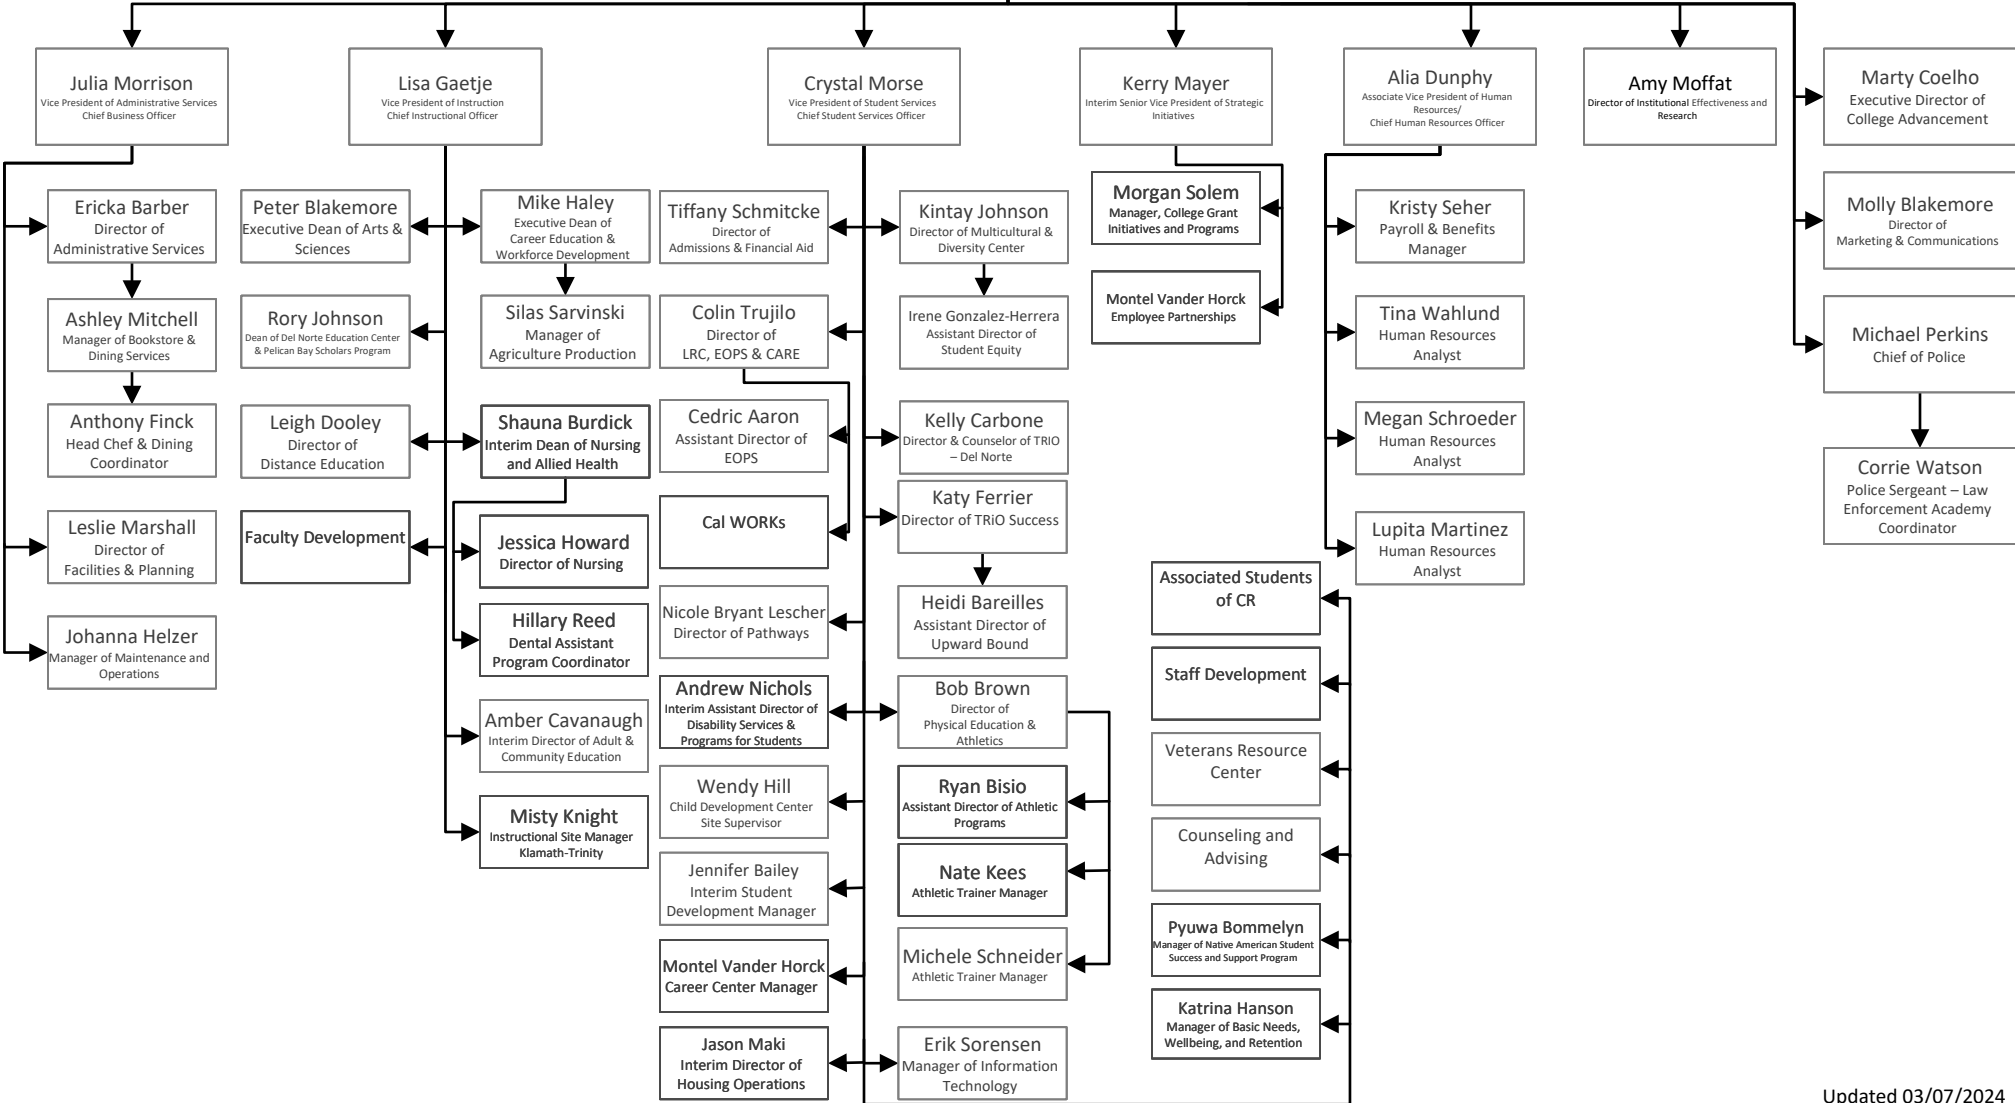 Julia Morrison
Vice President of Administrative Services
Chief Business Officer
Lisa Gaetje
Vice President of Instruction
Chief Instructional Officer
Crystal Morse
Vice President of Student Services
Chief Student Services Officer
Kerry Mayer
Interim Senior Vice President of Strategic
Initiatives
Alia Dunphy
Associate Vice President of Human
Resources/
Chief Human Resources Officer
Amy Moffat
Director of Institutional Effectiveness and
Research
Marty Coelho
Executive Director of
College Advancement
Ericka Barber
Director of
Administrative Services
Ashley Mitchell
Manager of Bookstore &
Dining Services
Anthony Finck
Head Chef & Dining
Coordinator
Leslie Marshall
Director of
Facilities & Planning
Johanna Helzer
Manager of Maintenance and
Operations
Peter Blakemore
Executive Dean of Arts &
Sciences
Rory Johnson
Dean of Del Norte Education Center
& Pelican Bay Scholars Program
Leigh Dooley
Director of
Distance Education
Faculty Development
Mike Haley
Executive Dean of
Career Education &
Workforce Development
Silas Sarvinski
Manager of
Agriculture Production
Shauna Burdick
Interim Dean of Nursing
and Allied Health
Jessica Howard
Director of Nursing
Hillary Reed
Dental Assistant
Program Coordinator
Amber Cavanaugh
Interim Director of Adult &
Community Education
Misty Knight
Instructional Site Manager
Klamath-Trinity
Tiffany Schmitcke
Director of
Admissions & Financial Aid
Colin Trujilo
Director of
LRC, EOPS & CARE
Cedric Aaron
Assistant Director of
EOPS
Cal WORKs
Nicole Bryant Lescher
Director of Pathways
Andrew Nichols
Interim Assistant Director of
Disability Services &
Programs for Students
Wendy Hill
Child Development Center
Site Supervisor
Jennifer Bailey
Interim Student
Development Manager
Montel Vander Horck
Career Center Manager
Jason Maki
Interim Director of
Housing Operations
Kintay Johnson
Director of Multicultural &
Diversity Center
Irene Gonzalez-Herrera
Assistant Director of
Student Equity
Kelly Carbone
Director & Counselor of TRIO
– Del Norte
Katy Ferrier
Director of TRiO Success
Heidi Bareilles
Assistant Director of
Upward Bound
Bob Brown
Director of
Physical Education &
Athletics
Ryan Bisio
Assistant Director of Athletic
Programs
Nate Kees
Athletic Trainer Manager
Michele Schneider
Athletic Trainer Manager
Erik Sorensen
Manager of Information
Technology
Morgan Solem
Manager, College Grant
Initiatives and Programs
Montel Vander Horck
Employee Partnerships
Associated Students
of CR
Staff Development
Veterans Resource
Center
Counseling and
Advising
Pyuwa Bommelyn
Manager of Native American Student
Success and Support Program
Katrina Hanson
Manager of Basic Needs,
Wellbeing, and Retention
Kristy Seher
Payroll & Benefits
Manager
Tina Wahlund
Human Resources
Analyst
Megan Schroeder
Human Resources
Analyst
Lupita Martinez
Human Resources
Analyst
Molly Blakemore
Director of
Marketing & Communications
Michael Perkins
Chief of Police
Corrie Watson
Police Sergeant – Law
Enforcement Academy
Coordinator
Updated 03/07/2024